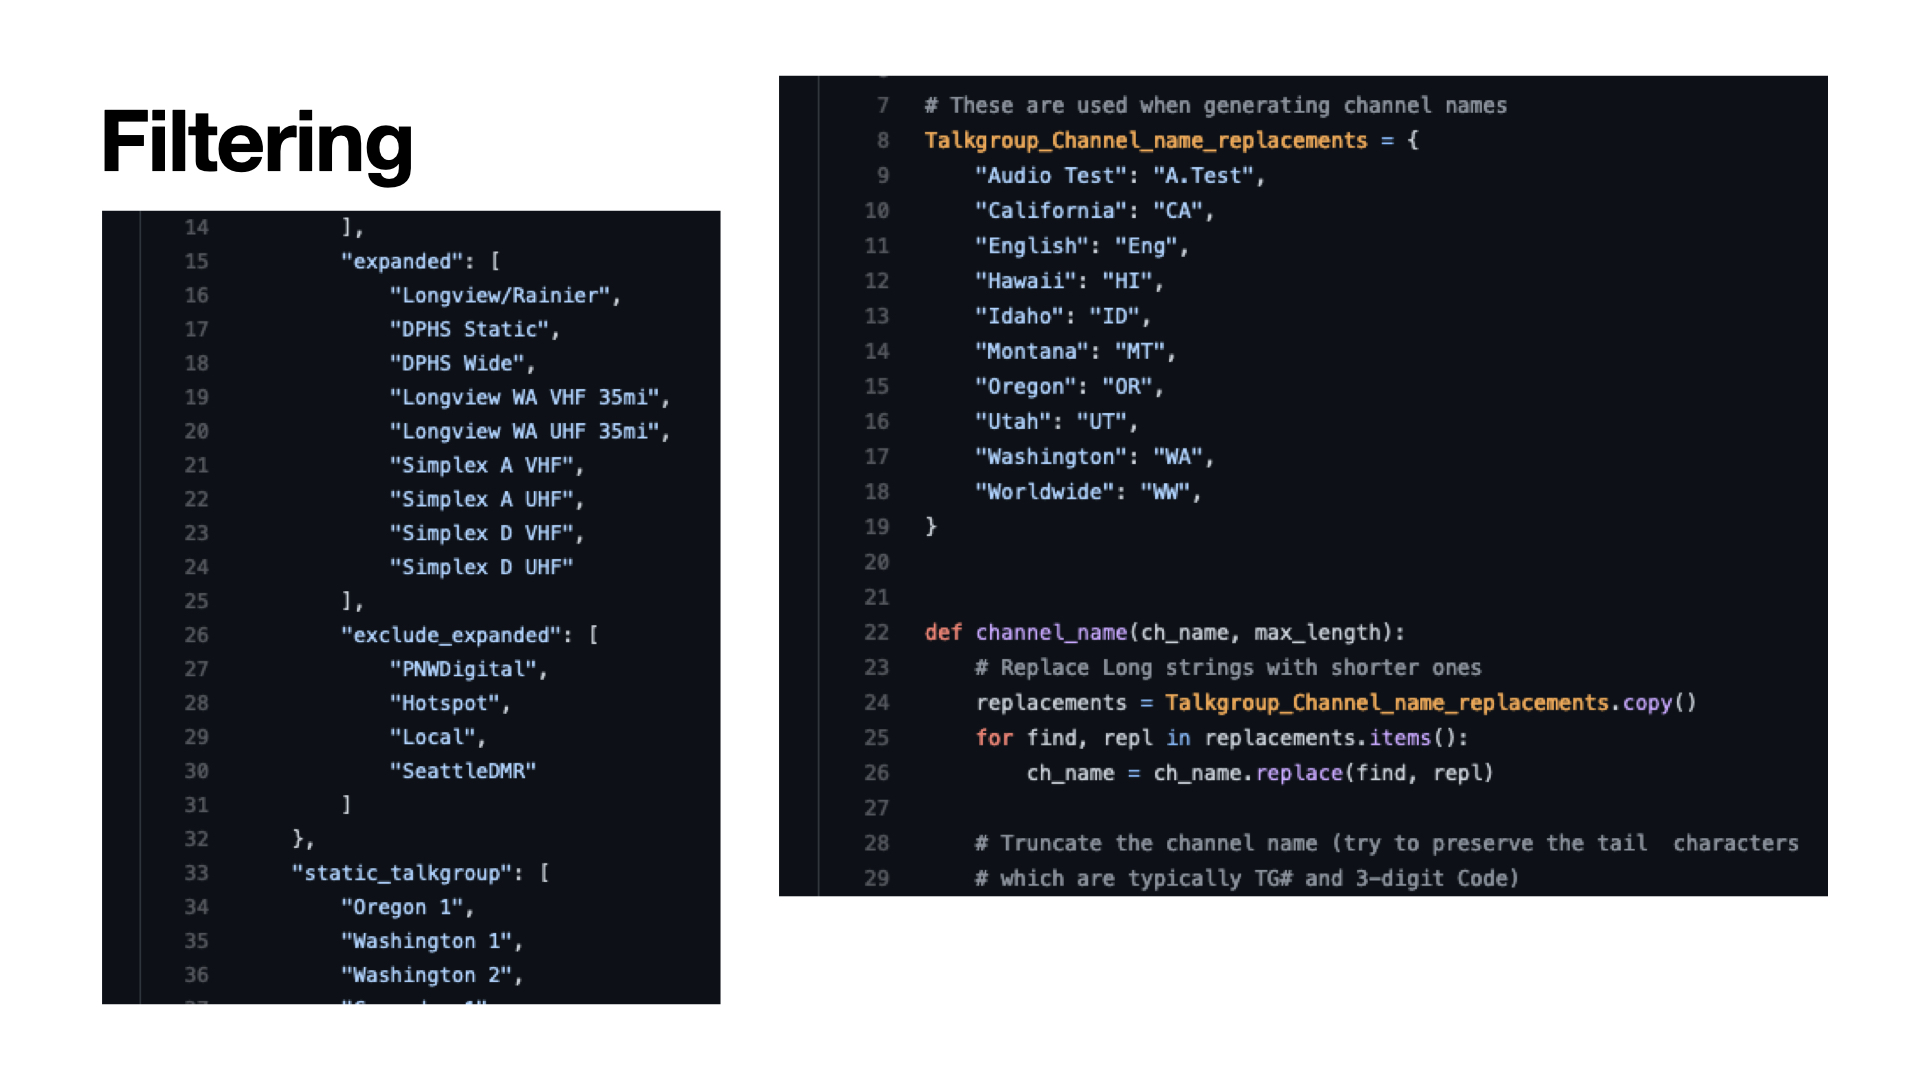 Filtering
14 ],
15 "expanded": [
16 "Longview/Rainier",
17 "DPHS Static",
18 "DPHS Wide",
19 "Longview WA VHF 35mi",
20 "Longview WA UHF 35mi",
21 "Simplex A VHF",
22 "Simplex A UHF",
23 "Simplex D VHF",
24 "Simplex D UHF"
25 ],
26 "exclude_expanded": [
27 "PNWDigital",
28 "Hotspot",
29 "Local",
30 "SeattleDMR"
31 ]
32 },
33 "static_talkgroup": [
34 "Oregon 1",
35 "Washington 1",
36 "Washington 2",
7 # These are used when generating channel names
8 Talkgroup_Channel_name_replacements = {
9 "Audio Test": "A.Test",
10 "California": "CA",
11 "English": "Eng",
12 "Hawaii": "HI",
13 "Idaho": "ID",
14 "Montana": "MT",
15 "Oregon": "OR",
16 "Utah": "UT",
17 "Washington": "WA",
18 "Worldwide": "WW",
19 }
20
21
22 def channel_name(ch_name, max_length):
23 # Replace Long strings with shorter ones
24 replacements = Talkgroup_Channel_name_replacements.copy()
25 for find, repl in replacements.items():
26 ch_name = ch_name.replace(find, repl)
27
28 # Truncate the channel name (try to preserve the tail  characters
29 # which are typically TG# and 3-digit Code)